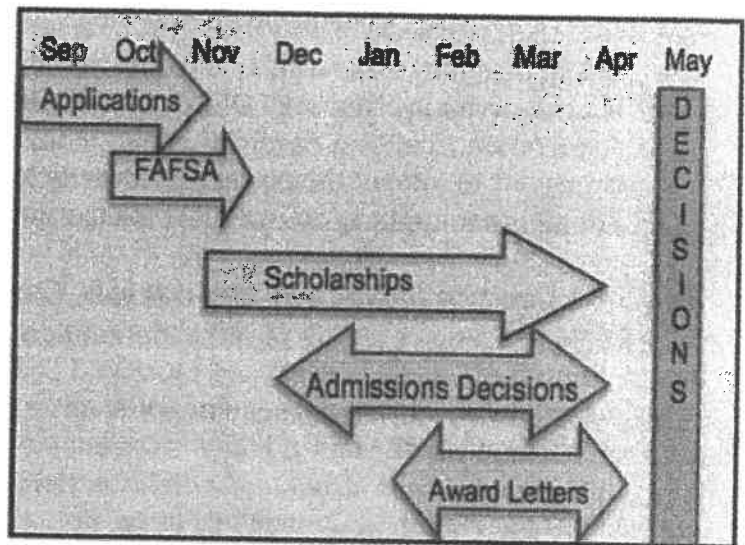 Sep Oct Nov Dec Jan Feb Mar Apr May
Applications
FAFSA
Scholarships
Admissions Decisions
Award Letters
DECISIONS